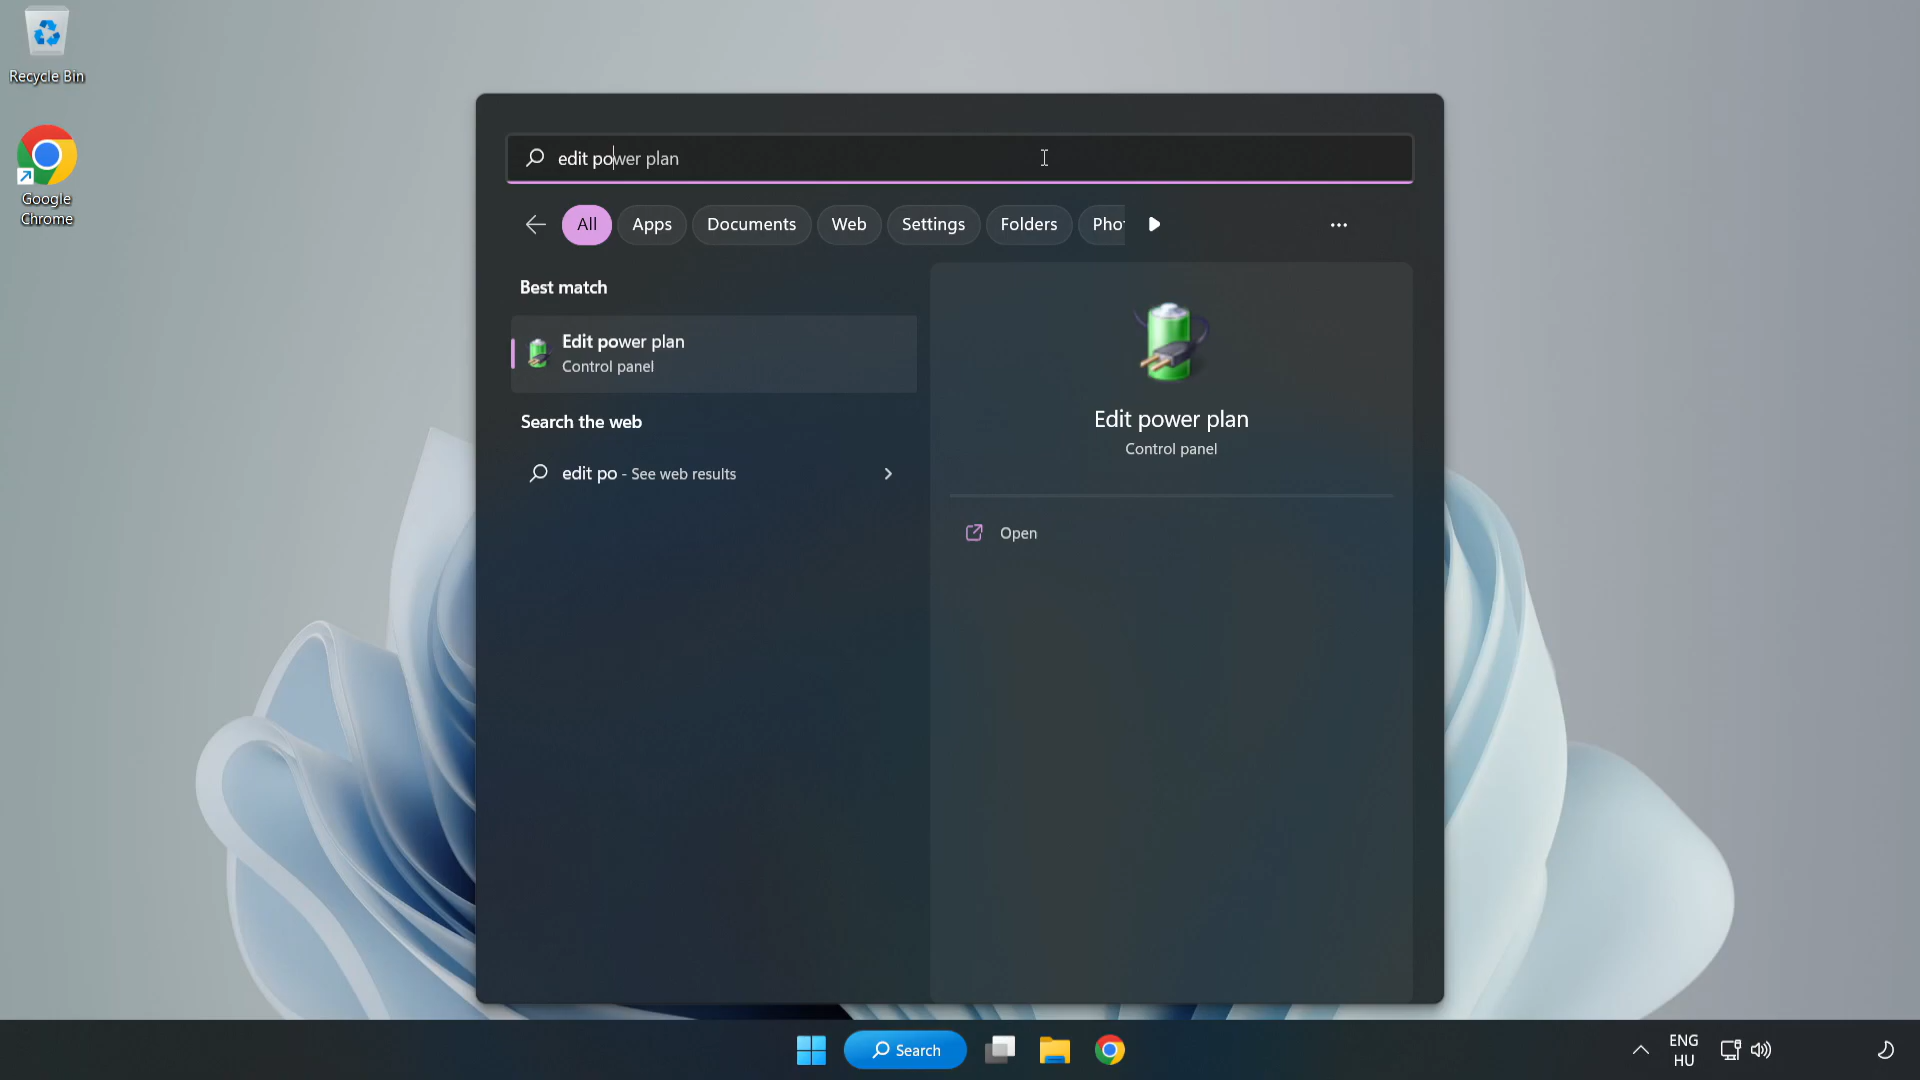 Recycle Bin
Google
Chrome
edit power plan
All
Apps
Documents
Web
Settings
Folders
Pho
Best match
Edit power plan
Control panel
Search the web
edit po - See web results
Edit power plan
Control panel
Open
Search
ENG
HU